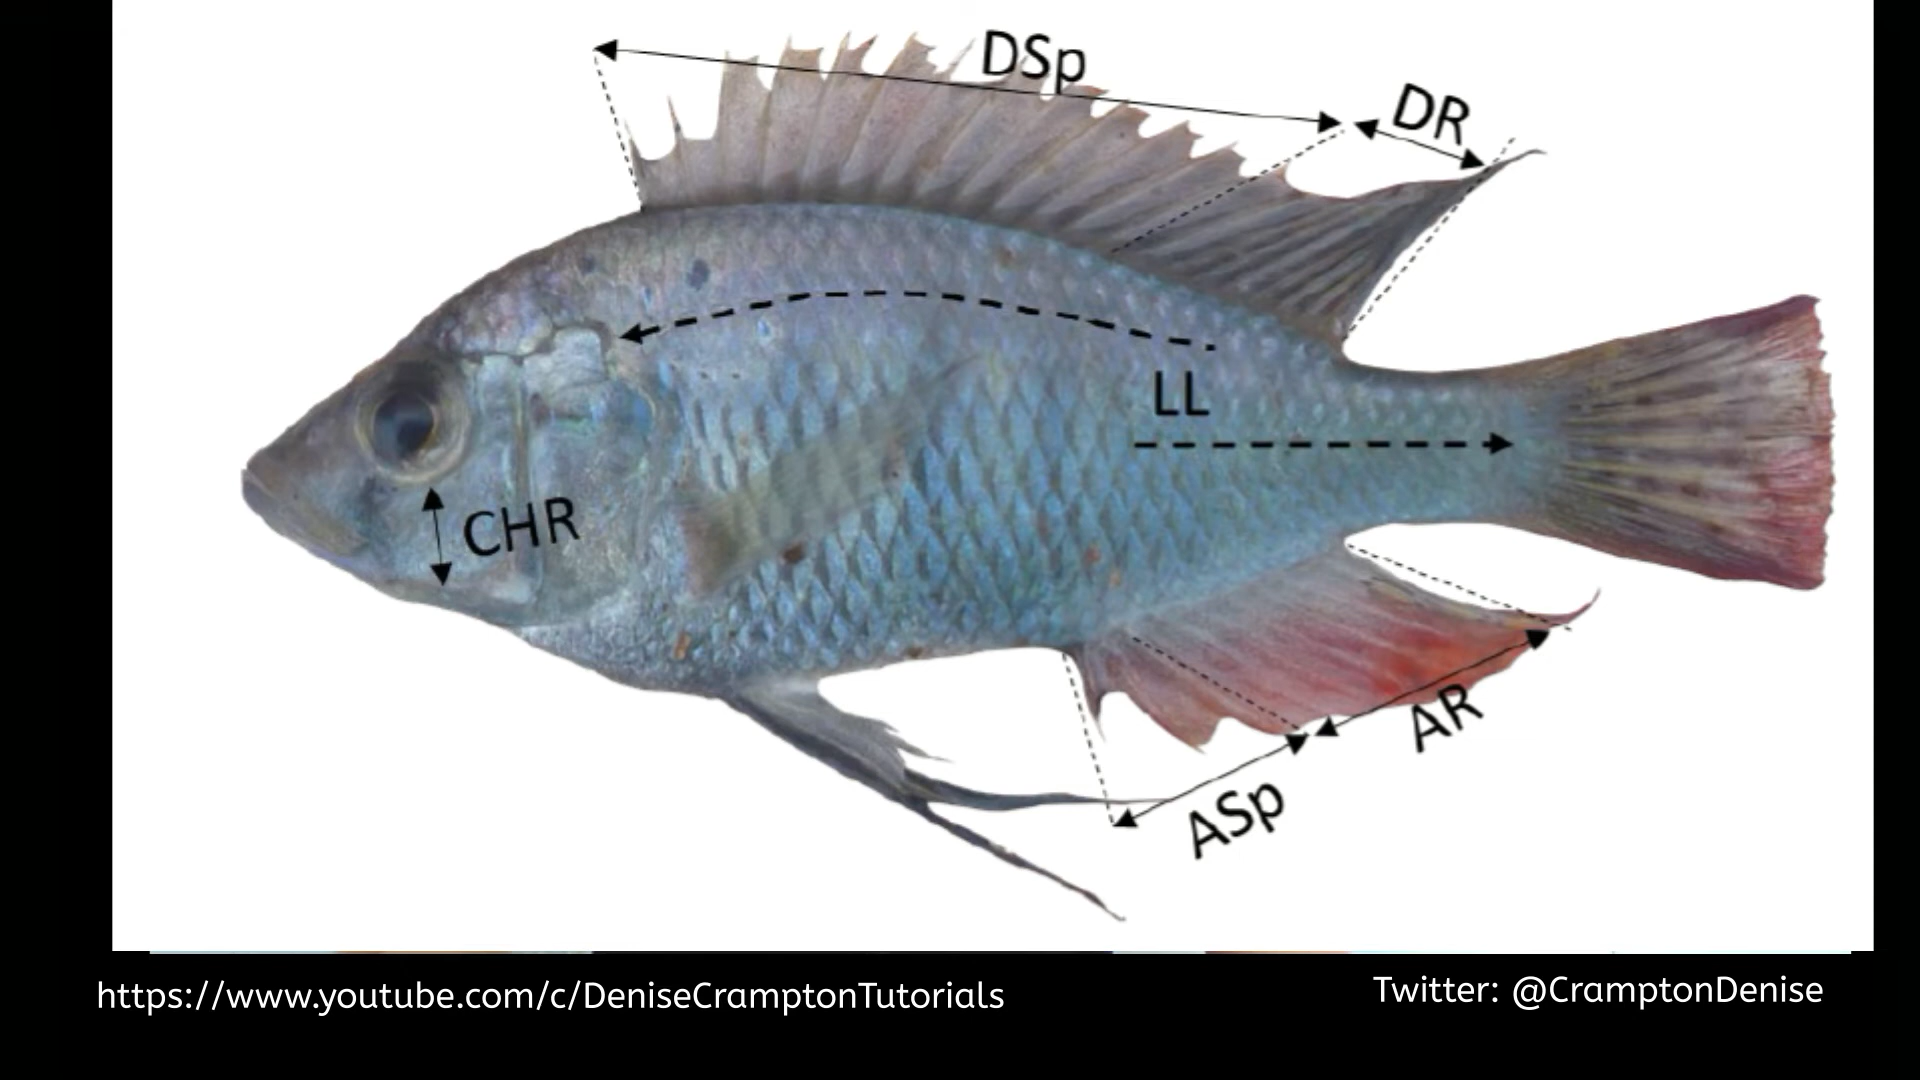 DSp
DR
LL
CHR
AR
ASp
https://www.youtube.com/c/DeniseCramptonTutorials
Twitter: @CramptonDenise